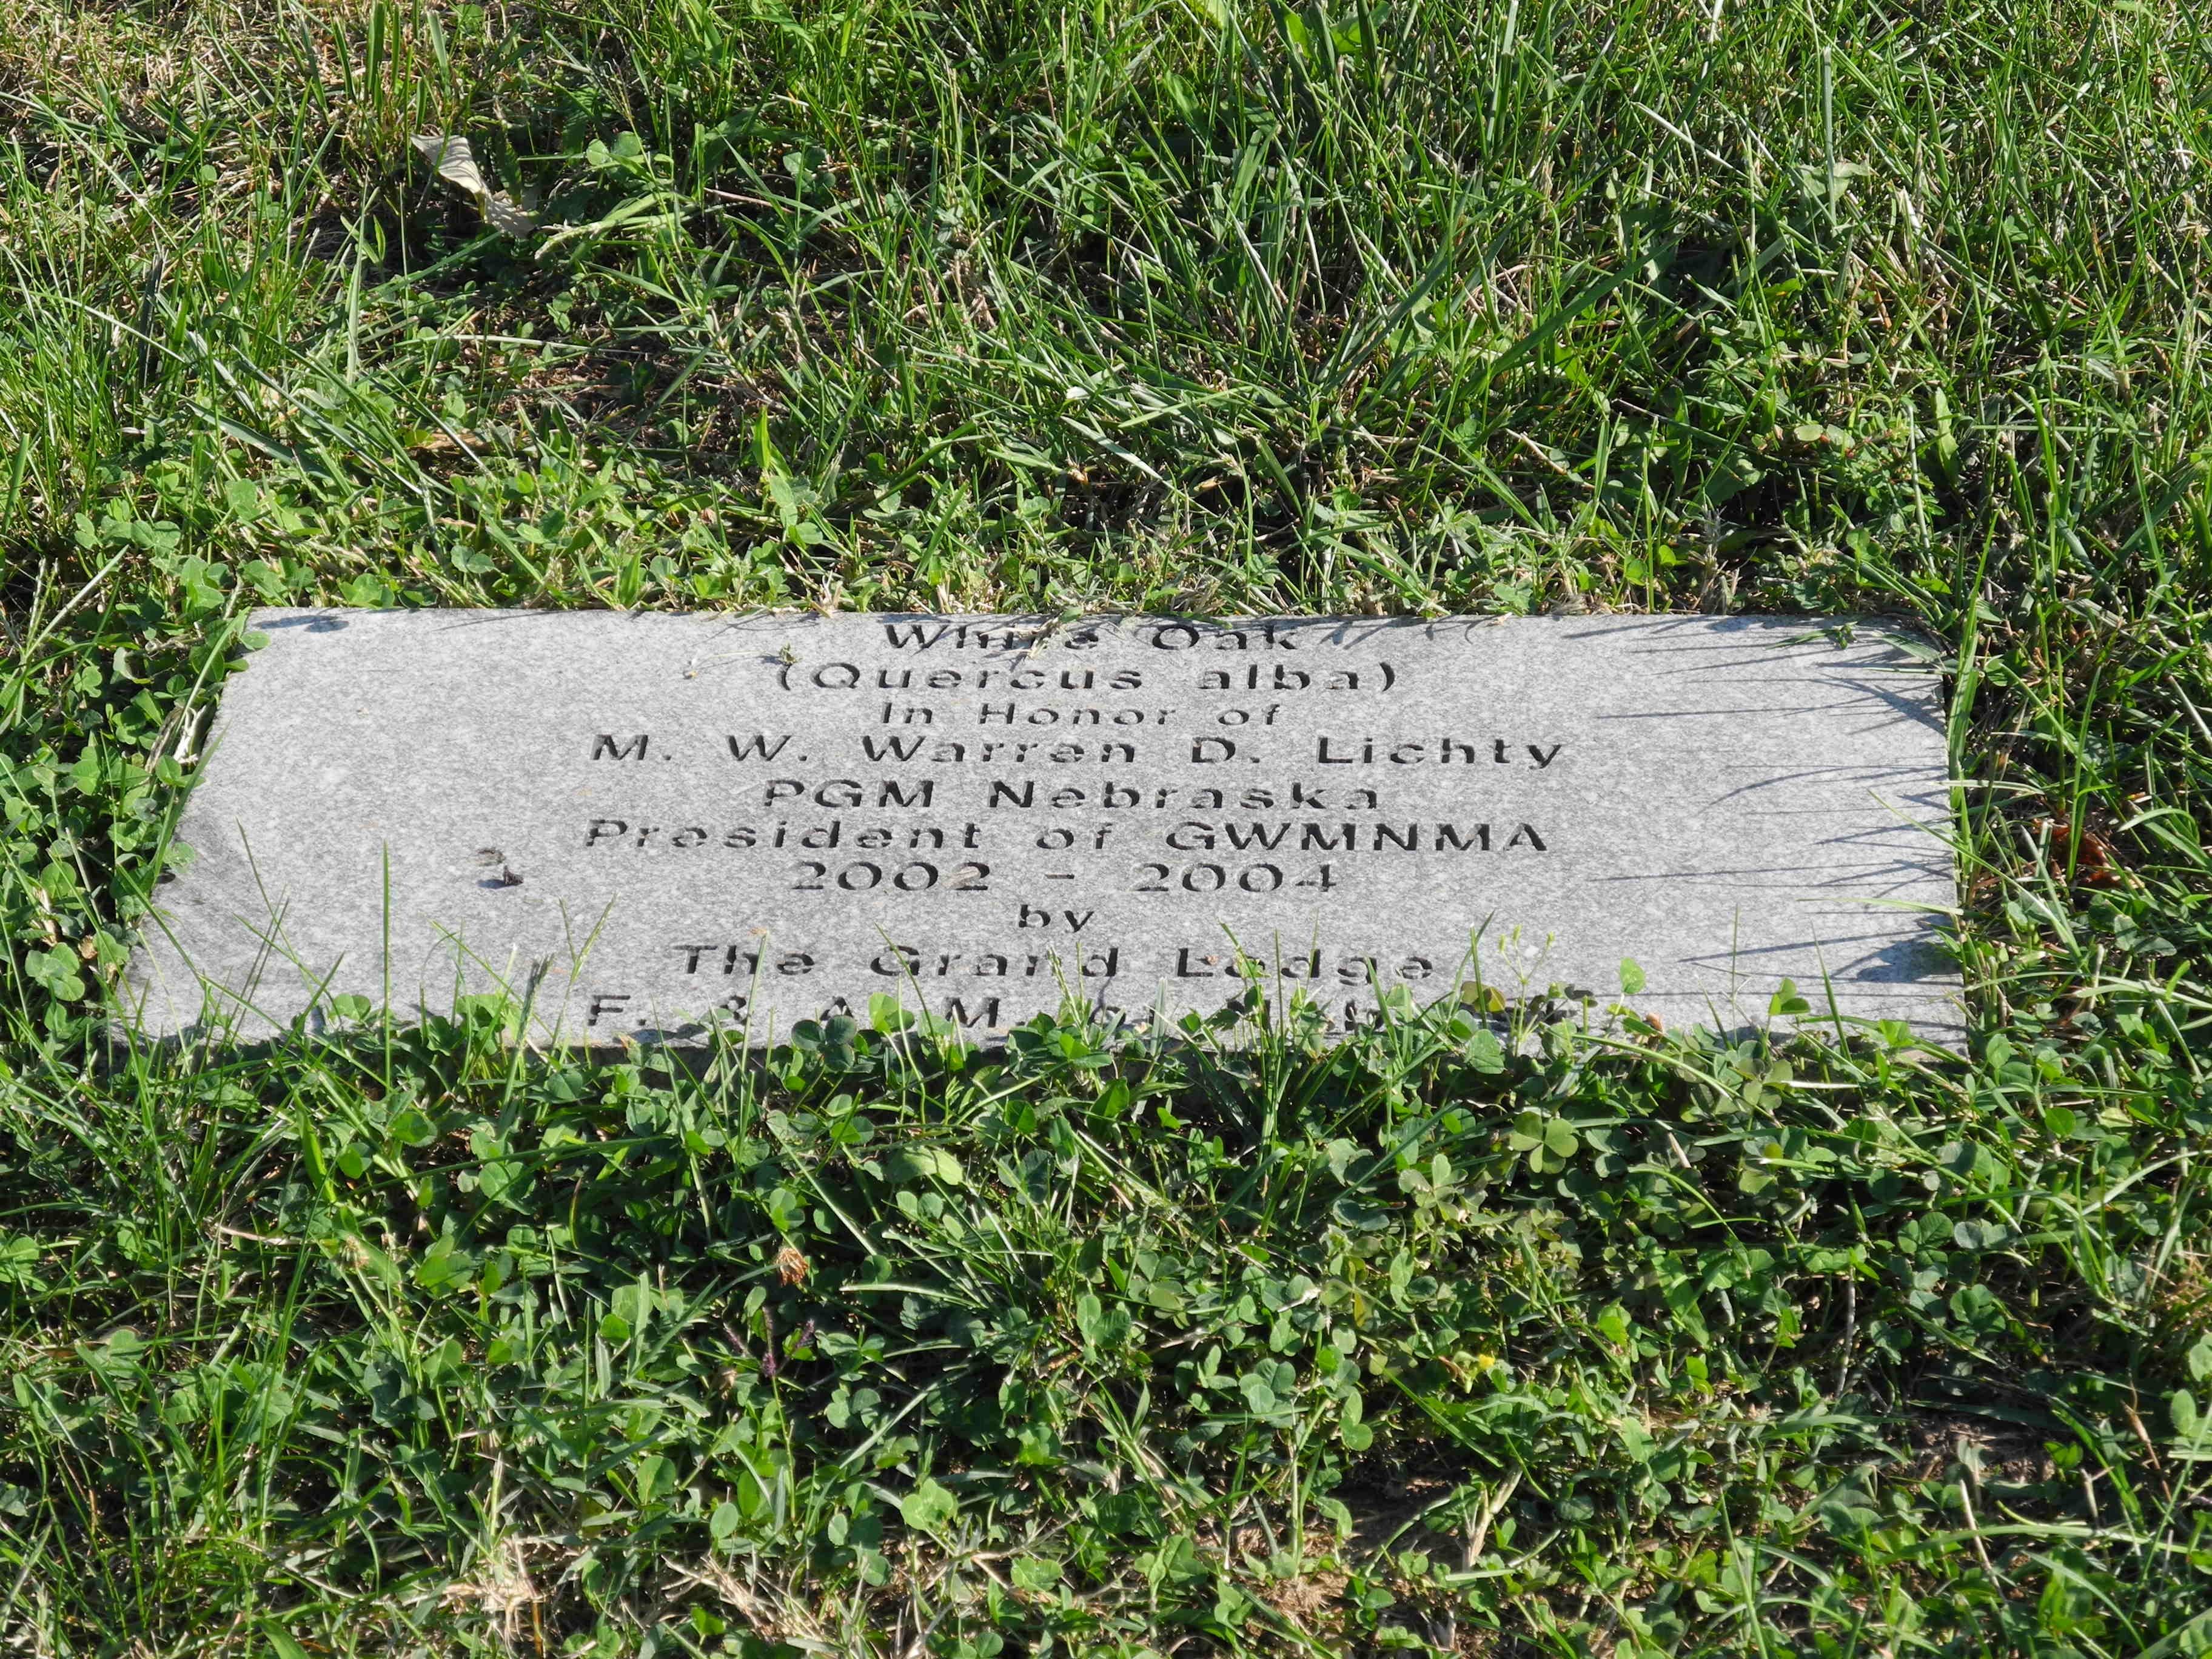 White Oak
(Quercus alba)
In Honor of
M. W. Warren D. Lichty
PGM Nebraska
President of GWMNMA
2002 - 2004
by
The Grand Lodge
F. & A. M.